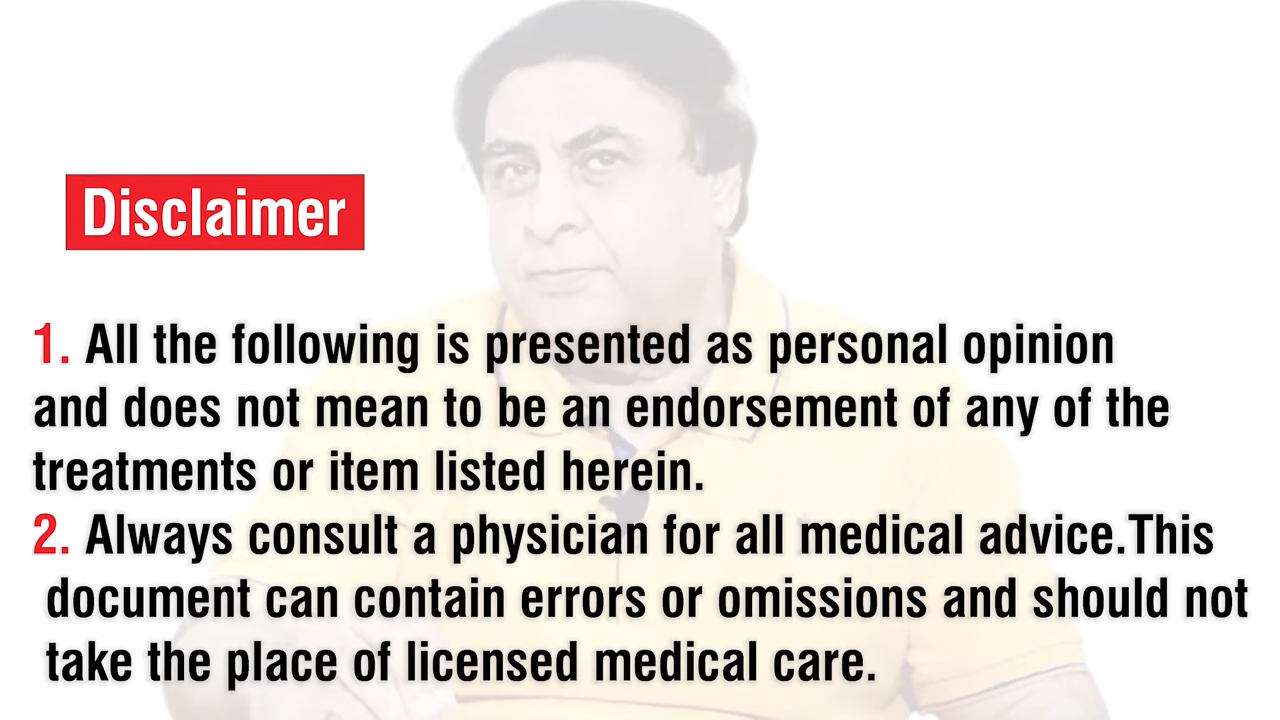 Disclaimer
1. All the following is presented as personal opinion
and does not mean to be an endorsement of any of the
treatments or item listed herein.
2. Always consult a physician for all medical advice.This
document can contain errors or omissions and should not
take the place of licensed medical care.